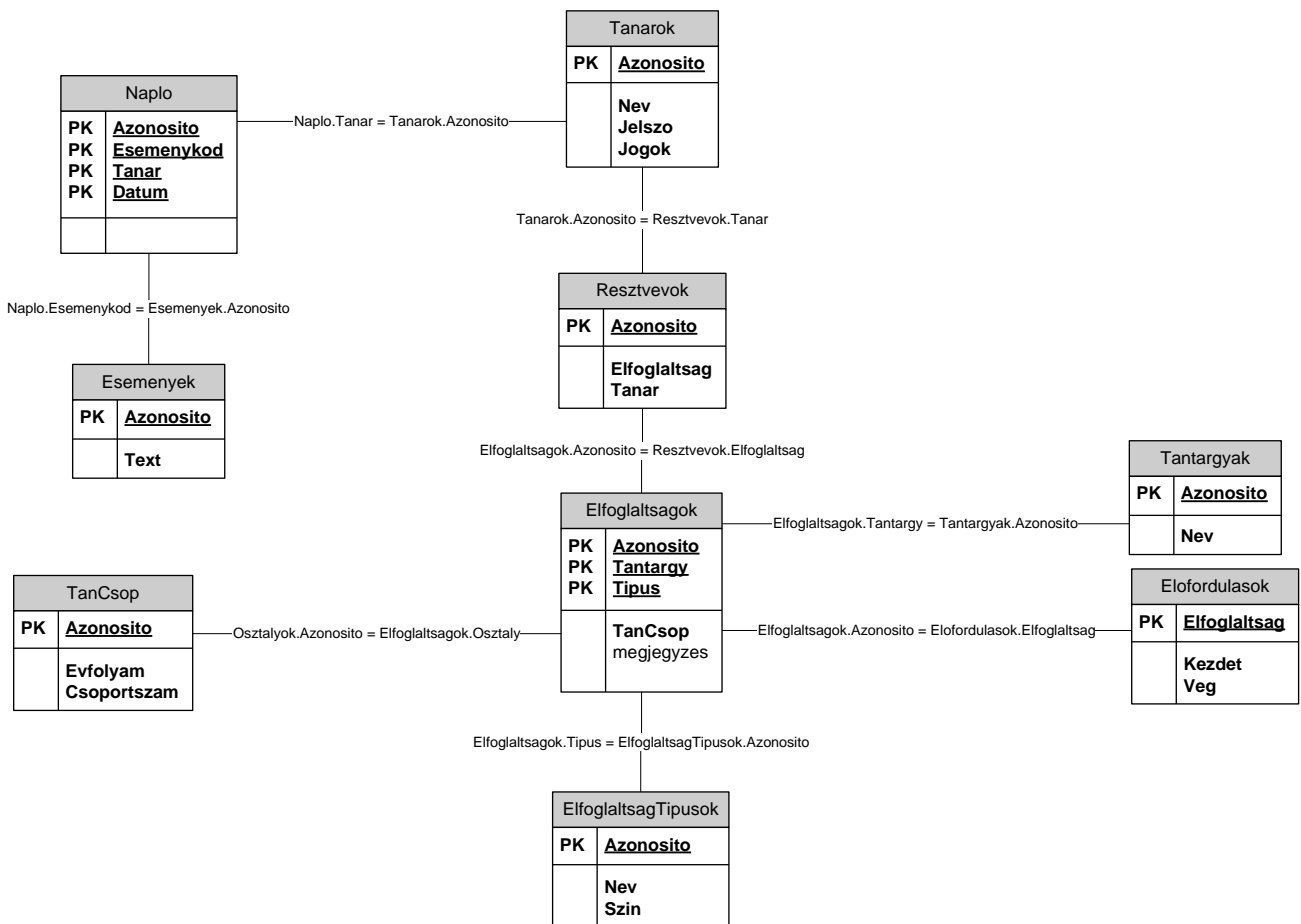 Tanarok
PK Azonosito
Nev
Jelszo
Jogok
Naplo
PK Azonosito
PK Esemenykod
PK Tanar
PK Datum
Naplo.Tanar = Tanarok.Azonosito
Tanarok.Azonosito = Resztvevok.Tanar
Resztvevok
PK Azonosito
Elfoglaltsag
Tanar
Naplo.Esemenykod = Esemenyek.Azonosito
Esemenyek
PK Azonosito
Text
Elfoglaltsagok.Azonosito = Resztvevok.Elfoglaltsag
Elfoglaltsagok
PK Azonosito
PK Tantargy
PK Tipus
TanCsop
megjegyzes
Elfoglaltsagok.Tantargy = Tantargyak.Azonosito
Tantargyak
PK Azonosito
Nev
TanCsop
PK Azonosito
Evfolyam
Csoportszam
Osztalyok.Azonosito = Elfoglaltsagok.Osztaly
Elfoglaltsagok.Azonosito = Elofordulasok.Elfoglaltsag
Elofordulasok
PK Elfoglaltsag
Kezdet
Veg
Elfoglaltsagok.Tipus = ElfoglaltsagTipusok.Azonosito
ElfoglaltsagTipusok
PK Azonosito
Nev
Szin